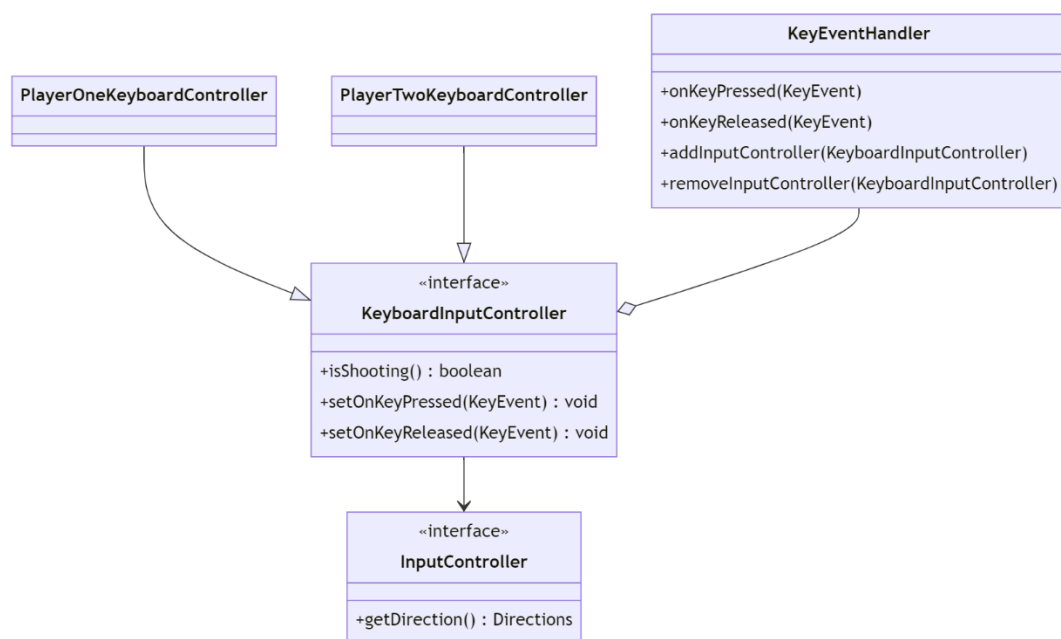 KeyEventHandler
+onKeyPressed(KeyEvent)
+onKeyReleased(KeyEvent)
+addInputController(KeyboardInputController)
+removeInputController(KeyboardInputController)
PlayerOneKeyboardController
PlayerTwoKeyboardController
«interface»
KeyboardInputController
+isShooting() : boolean
+setOnKeyPressed(KeyEvent) : void
+setOnKeyReleased(KeyEvent) : void
«interface»
InputController
+getDirection() : Directions